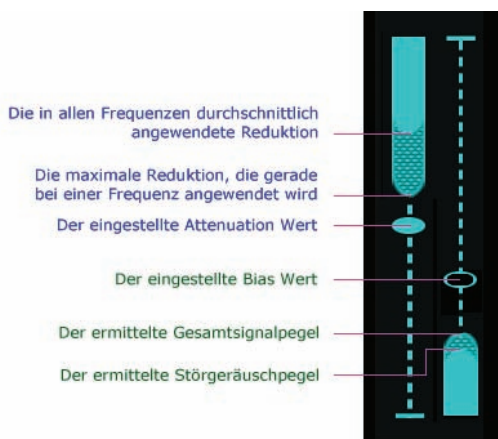 Die in allen Frequenzen durchschnittlich
angewendete Reduktion
Die maximale Reduktion, die gerade
bei einer Frequenz angewendet wird
Der eingestellte Attenuation Wert
Der eingestellte Bias Wert
Der ermittelte Gesamtsignalpegel
Der ermittelte Störgeräuschpegel